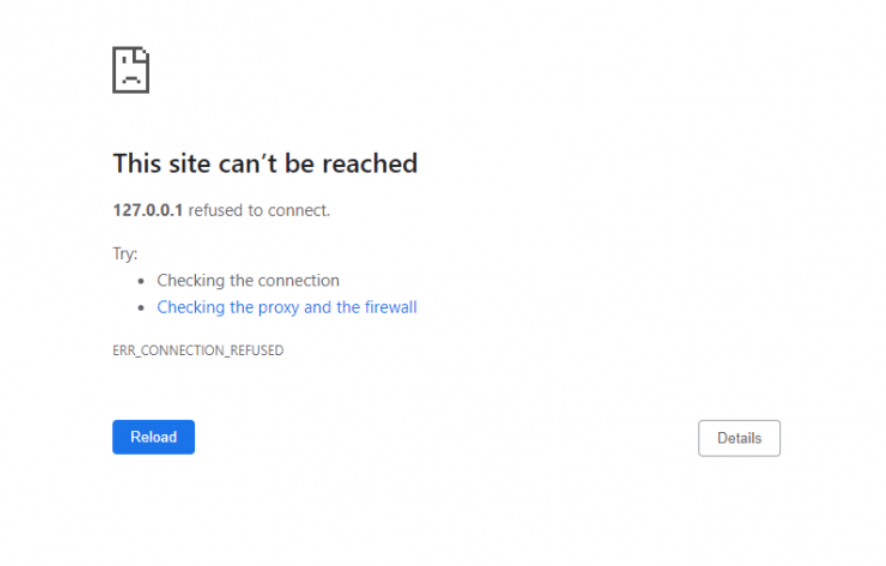 This site can’t be reached
127.0.0.1 refused to connect.
Try:
• Checking the connection
• Checking the proxy and the firewall
ERR_CONNECTION_REFUSED
Reload
Details